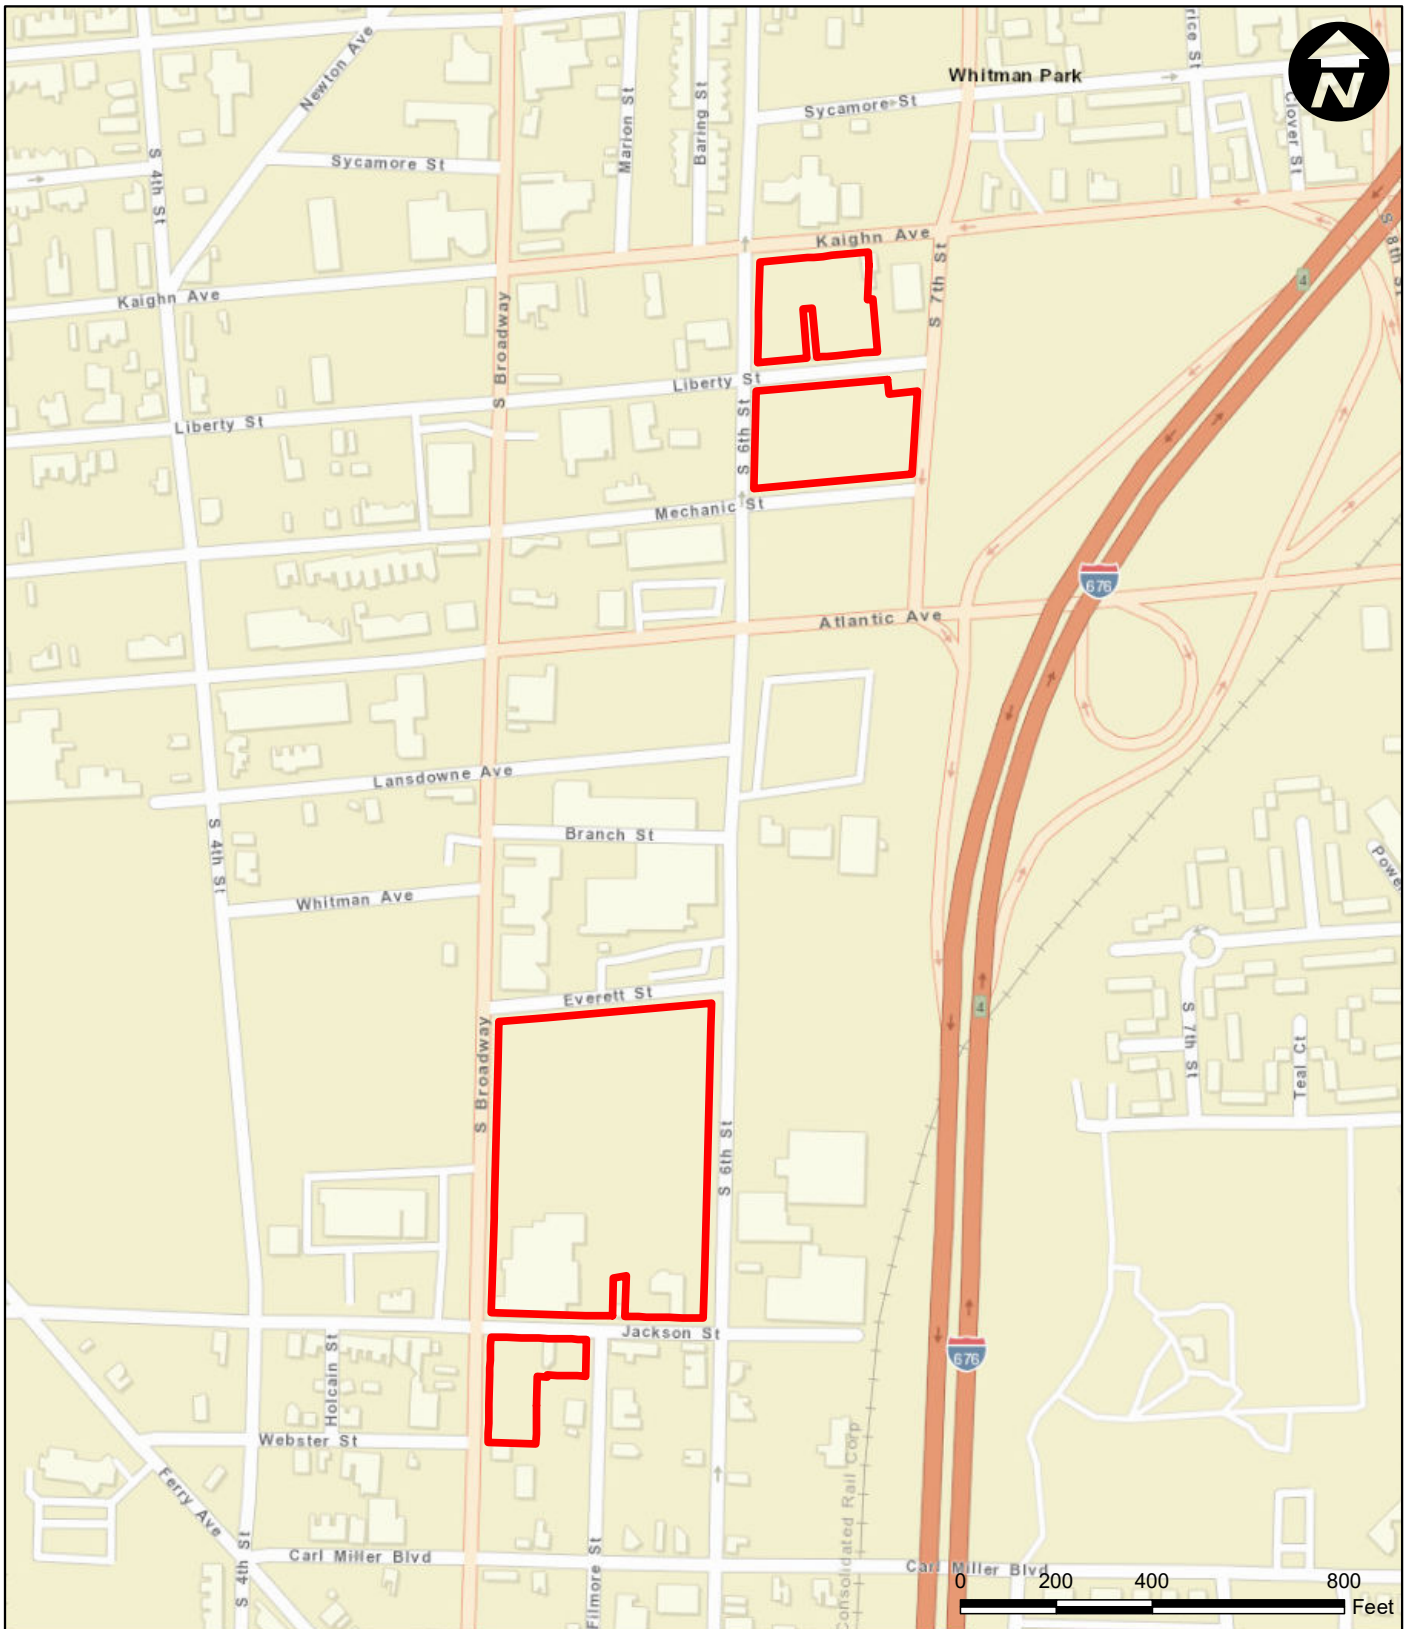 Newton Ave
Marion St
Baring St
Whitman Park
Sycamore St
Clover St
N
S 4th St
Sycamore St
Kaighn Ave
S 7th St
S 8th St
4
Kaighn Ave
S Broadway
Liberty St
Liberty St
S 6th St
Mechanic St
676
Atlantic Ave
Lansdowne Ave
Branch St
S 4th St
Whitman Ave
Everett St
4
S Broadway
S 7th St
Teal Ct
S 6th St
Jackson St
676
Holcain St
Webster St
Ferry Ave
Consolidated Rail Corp
S 4th St
Carl Miller Blvd
Filmore St
Carl Miller Blvd
0 200 400 800
Feet